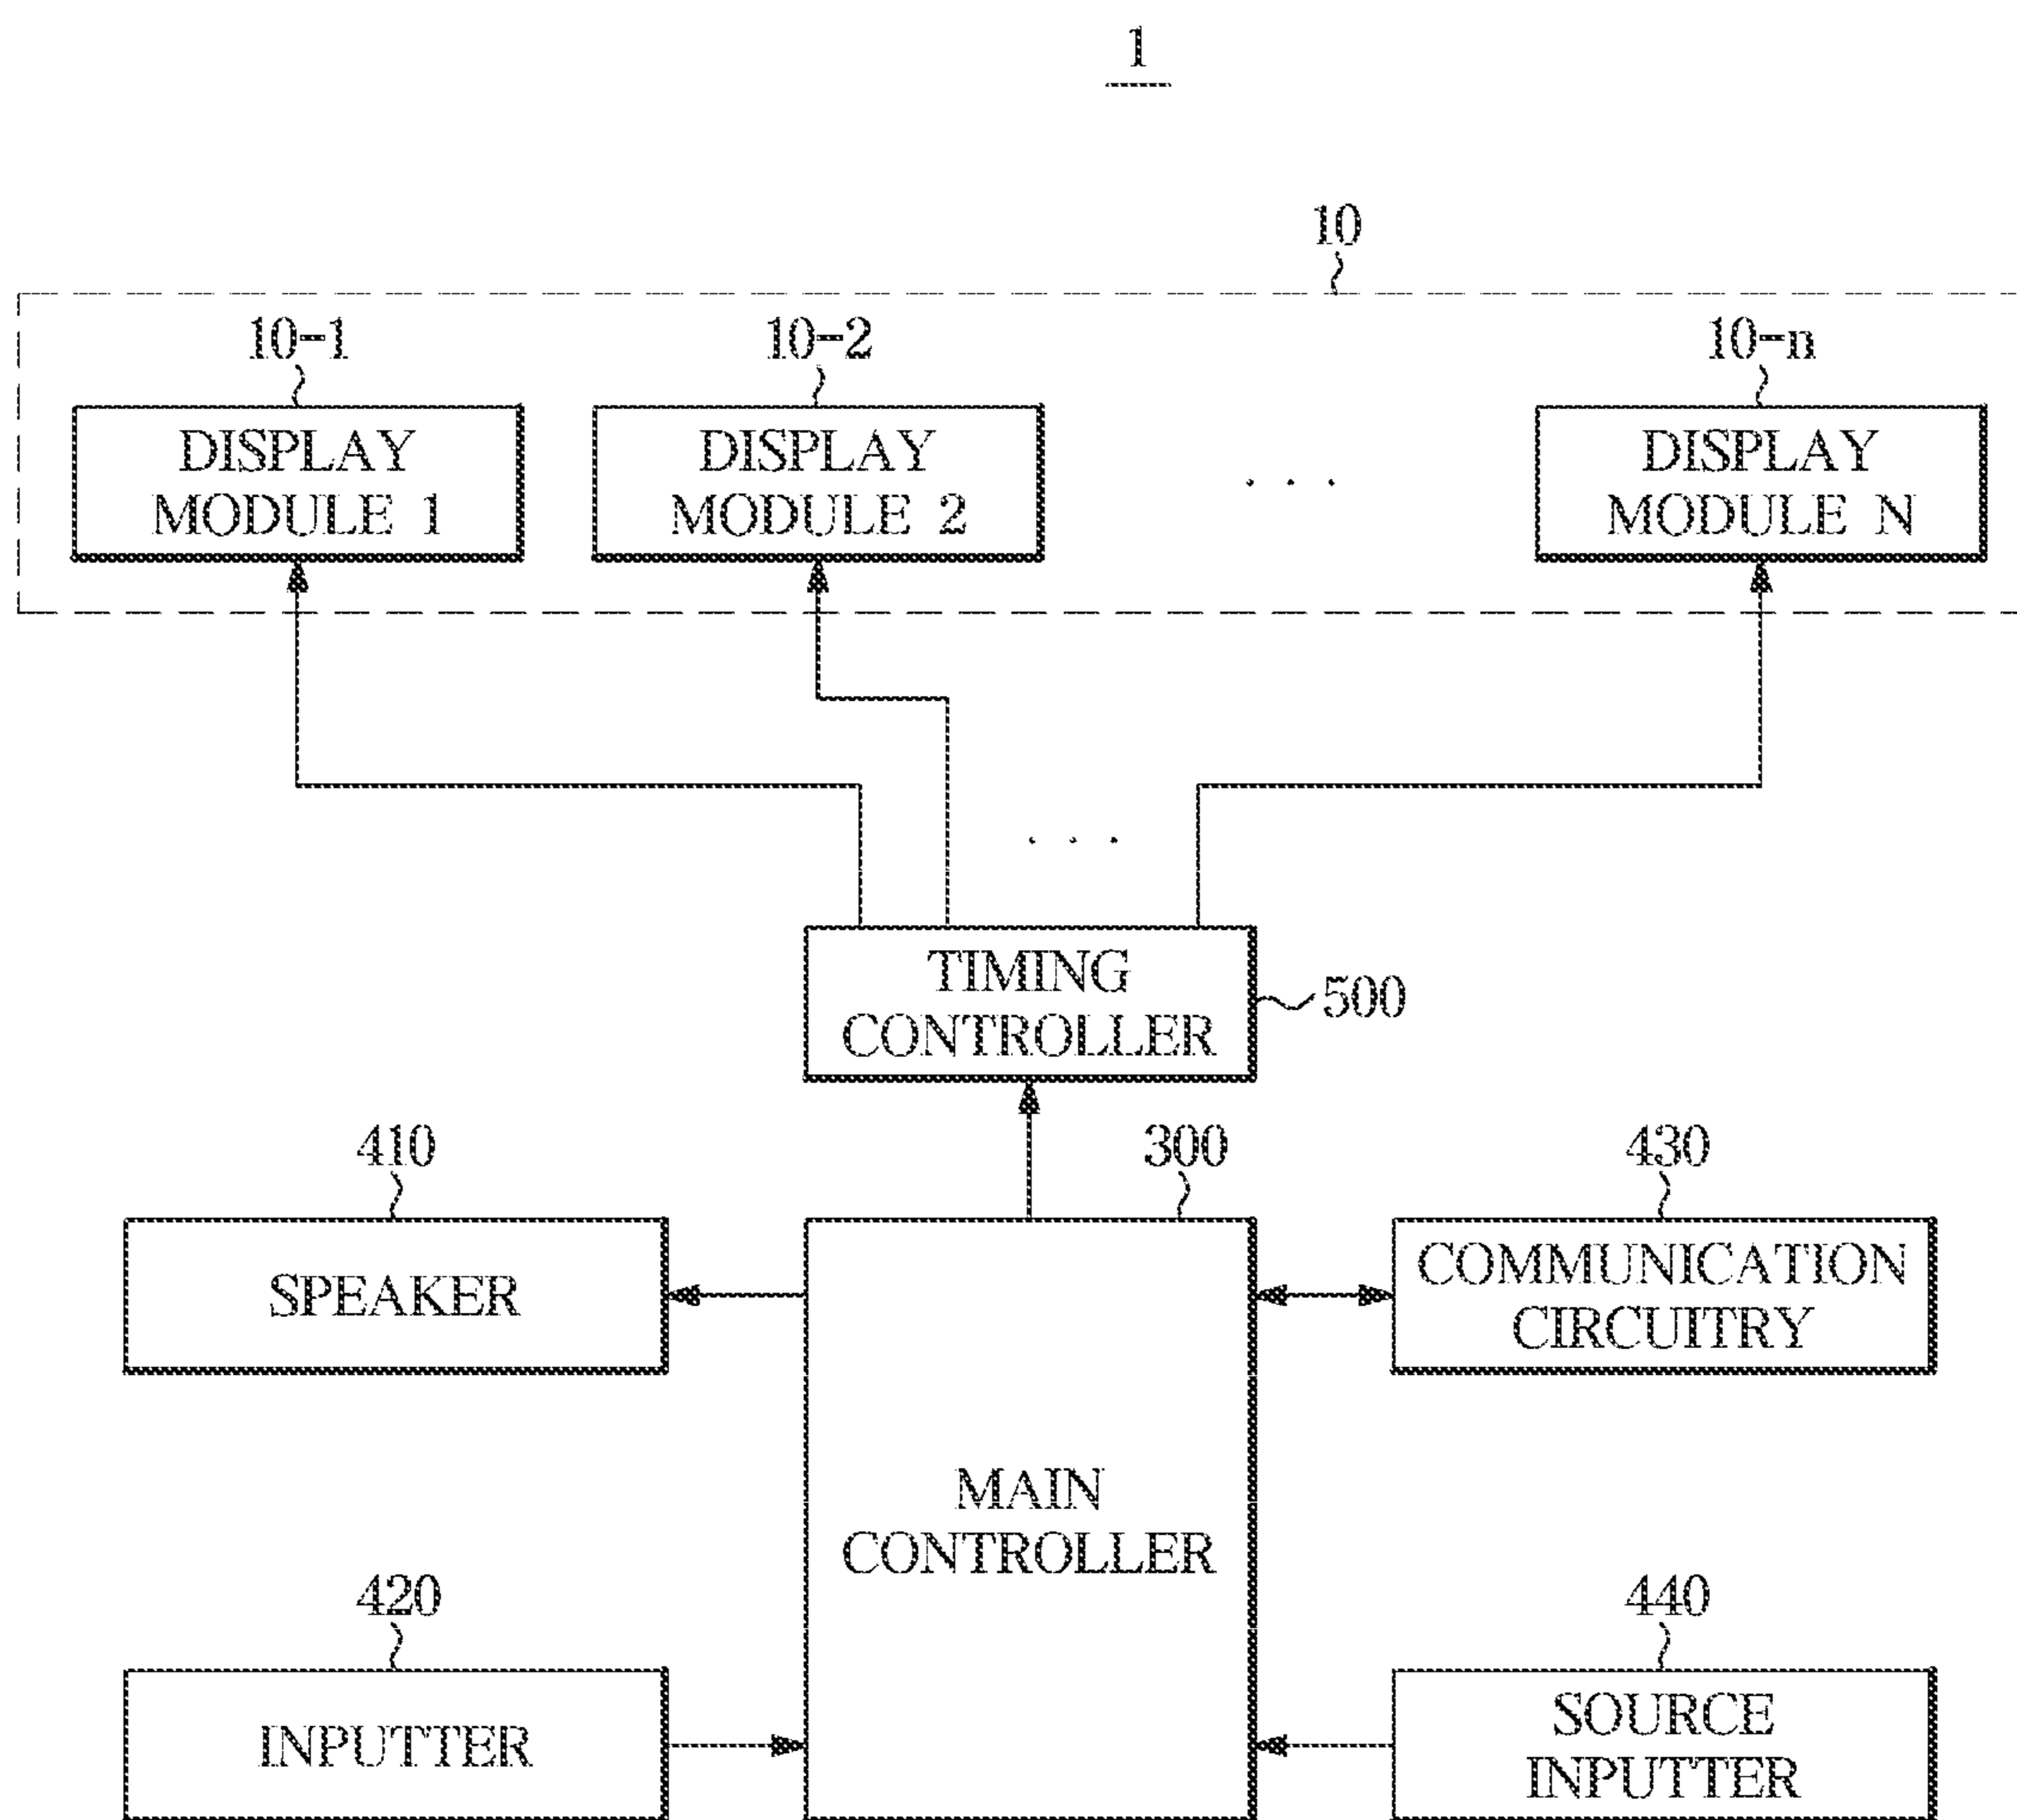 1
10
10-1
10-2
10-n
DISPLAY
MODULE 1
DISPLAY
MODULE 2
. . .
DISPLAY
MODULE N
. . .
TIMING
CONTROLLER
500
410
300
430
SPEAKER
COMMUNICATION
CIRCUITRY
MAIN
CONTROLLER
420
440
INPUTTER
SOURCE
INPUTTER